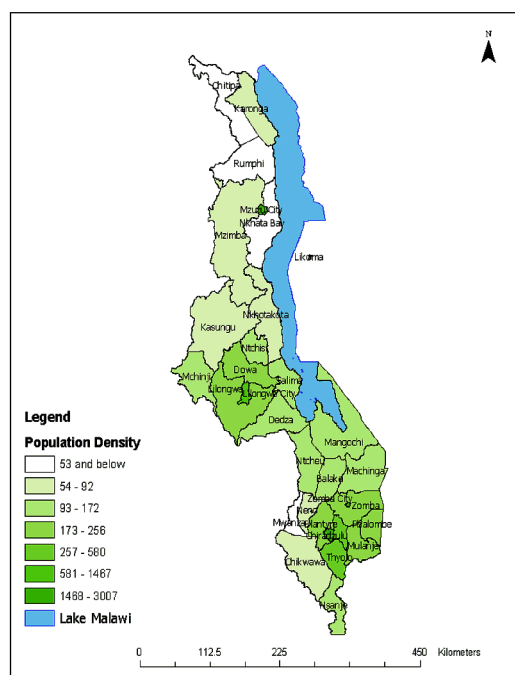 N
Chitipa
Karonga
Rumphi
Mzuzu City
Nkhata Bay
Mzimba
Likoma
Nkhotakota
Kasungu
Ntchisi
Dowa
Mchinji
Salima
Lilongwe
Lilongwe City
Dedza
Mangochi
Ntcheu
Machinga
Balaka
Zomba City
Neno
Zomba
Mwanza
Blantyre
Phalombe
Chiradzulu
Mulanje
Thyolo
Chikwawa
Nsanje
Legend
Population Density
53 and below
54 - 92
93 - 172
173 - 256
257 - 580
581 - 1467
1468 - 3007
Lake Malawi
0 112.5 225 450
Kilometers